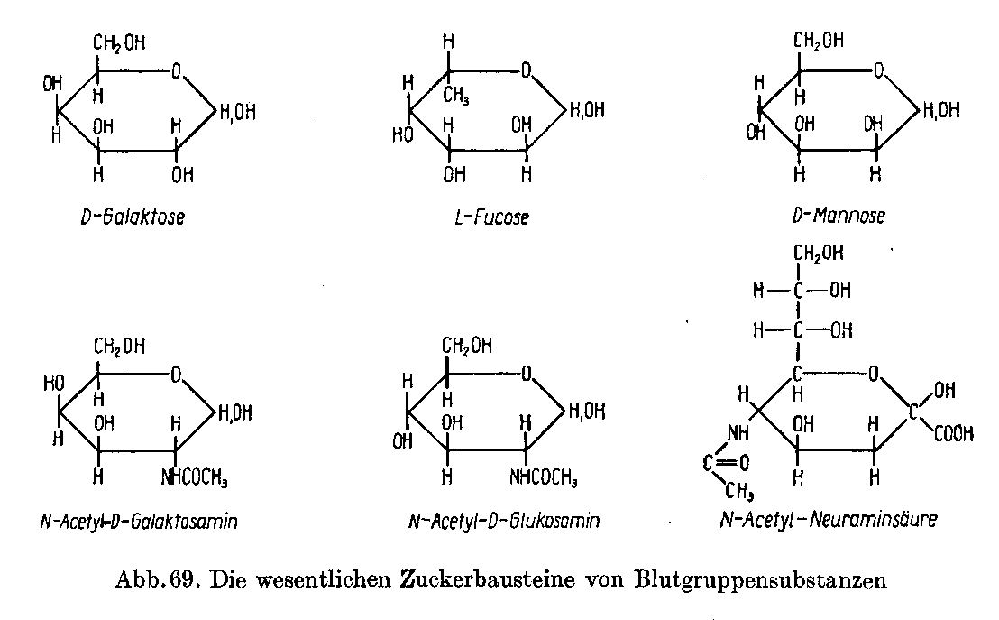 CH₂OH H CH₂OH
OH O H O H O
H H,OH CH₃ H,OH H H,OH
OH H H OH OH OH
H HO OH
H OH OH H H H
D-Galaktose L-Fucose D-Mannose
CH₂OH
H—C—OH
H—C—OH
CH₂OH CH₂OH
HO O H O C O
H H,OH H H,OH H H OH
OH H OH H OH H C
H OH NH COOH
H NHCOCH₃ H NHCOCH₃ C=O H H
CH₃
N-Acetyl-D-Galaktosamin N-Acetyl-D-Glukosamin N-Acetyl-Neuraminsäure
Abb. 69. Die wesentlichen Zuckerbausteine von Blutgruppensubstanzen